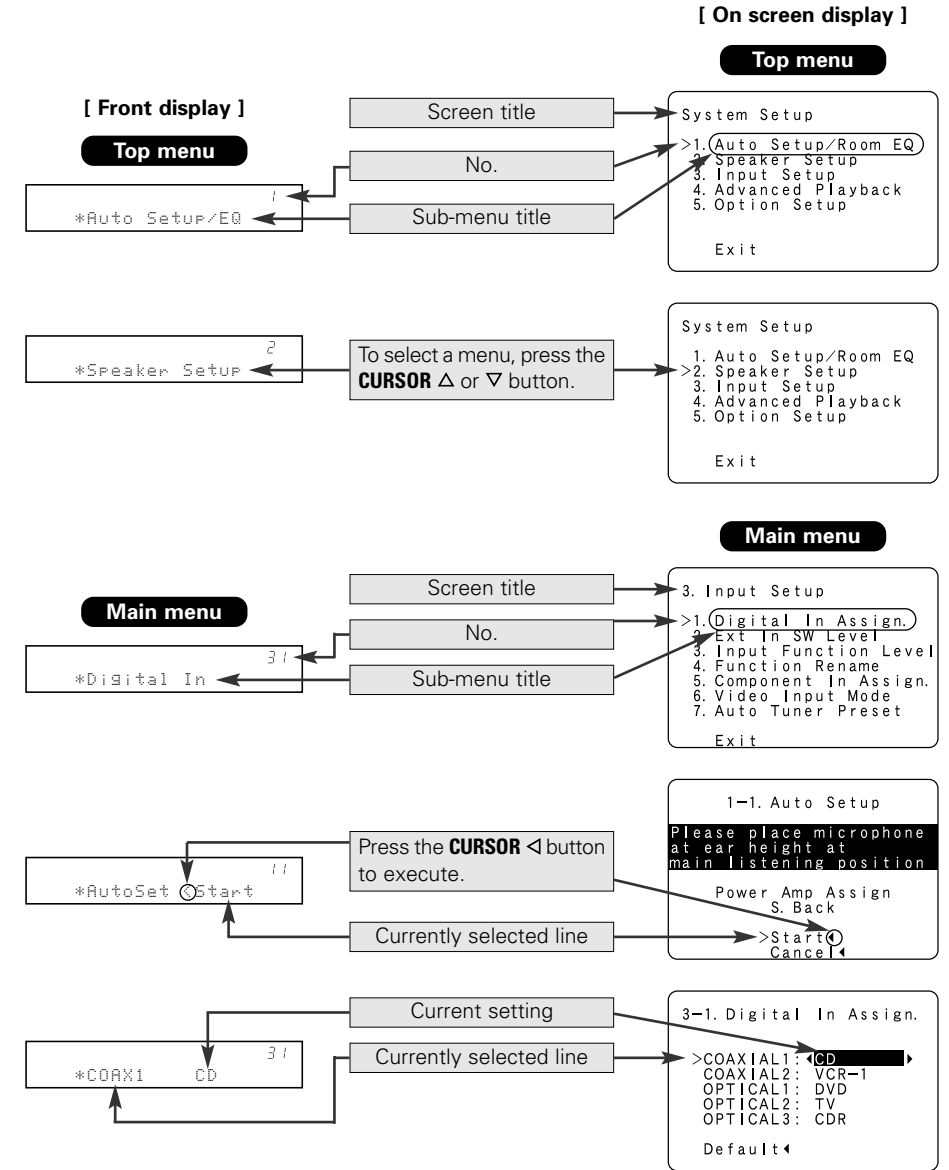 [ On screen display ]
Top menu
[ Front display ]
Top menu
Screen title
No.
Sub-menu title
1
*Auto Setup/EQ
System Setup
>1. Auto Setup/Room EQ
2. Speaker Setup
3. Input Setup
4. Advanced Playback
5. Option Setup
Exit
2
*Speaker Setup
To select a menu, press the
CURSOR △ or ▽ button.
System Setup
1. Auto Setup/Room EQ
>2. Speaker Setup
3. Input Setup
4. Advanced Playback
5. Option Setup
Exit
Main menu
Main menu
Screen title
No.
Sub-menu title
31
*Digital In
3. Input Setup
>1. Digital In Assign.
2. Ext In SW Level
3. Input Function Level
4. Function Rename
5. Component In Assign.
6. Video Input Mode
7. Auto Tuner Preset
Exit
Press the CURSOR ◁ button
to execute.
Currently selected line
11
*AutoSet <Start
1-1. Auto Setup
Please place microphone
at ear height at
main listening position
Power Amp Assign
S. Back
>Start◀
Cancel◀
Current setting
Currently selected line
31
*COAX1 CD
3-1. Digital In Assign.
>COAXIAL1: ◀CD ▶
COAXIAL2: VCR-1
OPTICAL1: DVD
OPTICAL2: TV
OPTICAL3: CDR
Default◀